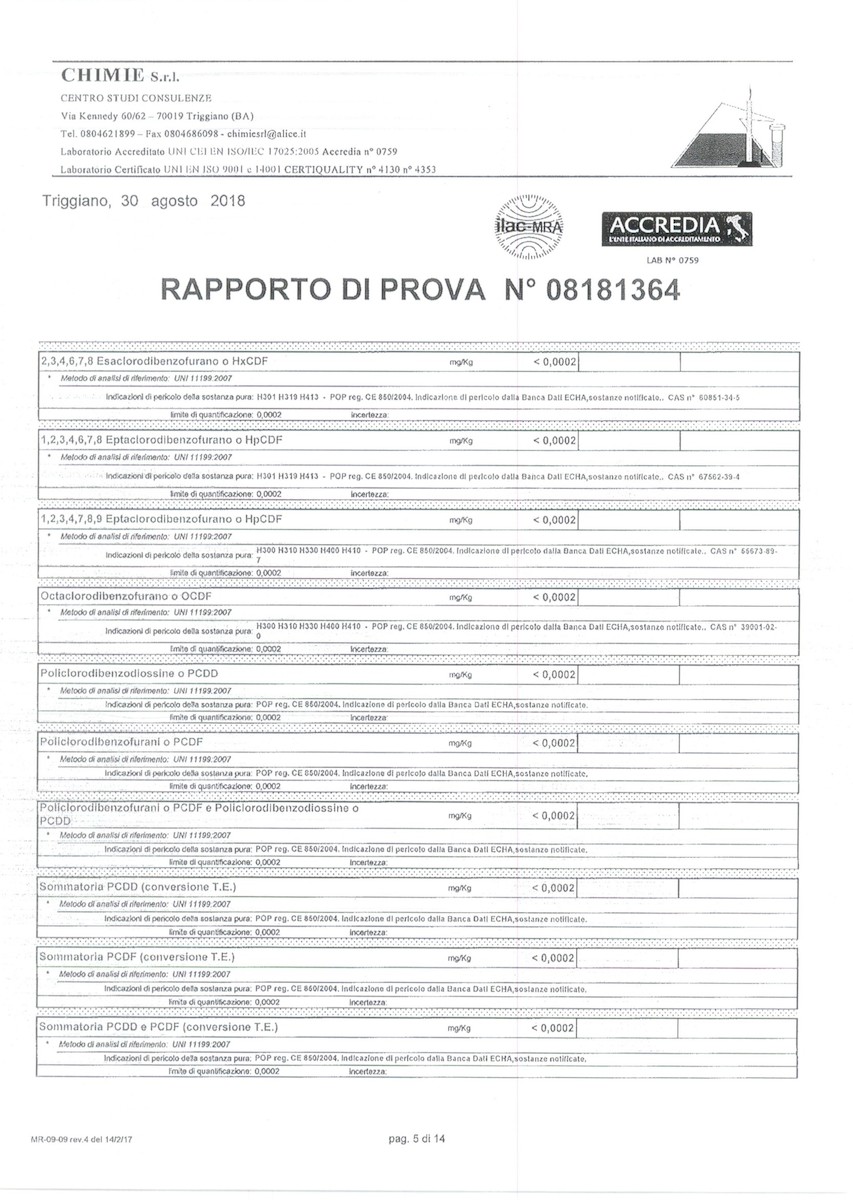 CHIMIE S.r.l.
CENTRO STUDI CONSULENZE
Via Kennedy 60/62 – 70019 Triggiano (BA)
Tel. 0804621899 – Fax 0804686098 - chimiesrl@alice.it
Laboratorio Accreditato UNI CEI EN ISO/IEC 17025:2005 Accredia n° 0759
Laboratorio Certificato UNI EN ISO 9001 e 14001 CERTIQUALITY n° 4130 n° 4353
Triggiano, 30 agosto 2018
ilac-MRA
ACCREDIA
L'ENTE ITALIANO DI ACCREDITAMENTO
LAB N° 0759
RAPPORTO DI PROVA N° 08181364
2,3,4,6,7,8 Esaclorodibenzofurano o HxCDF mg/Kg < 0,0002
* Metodo di analisi di riferimento: UNI 11199:2007
Indicazioni di pericolo della sostanza pura: H301 H319 H413 - POP reg. CE 850/2004. Indicazione di pericolo dalla Banca Dati ECHA,sostanze notificate.. CAS n° 60851-34-5
limite di quantificazione: 0,0002 incertezza:
1,2,3,4,6,7,8 Eptaclorodibenzofurano o HpCDF mg/Kg < 0,0002
* Metodo di analisi di riferimento: UNI 11199:2007
Indicazioni di pericolo della sostanza pura: H301 H319 H413 - POP reg. CE 850/2004. Indicazione di pericolo dalla Banca Dati ECHA,sostanze notificate.. CAS n° 67562-39-4
limite di quantificazione: 0,0002 incertezza:
1,2,3,4,7,8,9 Eptaclorodibenzofurano o HpCDF mg/Kg < 0,0002
* Metodo di analisi di riferimento: UNI 11199:2007
Indicazioni di pericolo della sostanza pura: H300 H310 H330 H400 H410 - POP reg. CE 850/2004. Indicazione di pericolo dalla Banca Dati ECHA,sostanze notificate.. CAS n° 55673-89-
7
limite di quantificazione: 0,0002 incertezza:
Octaclorodibenzofurano o OCDF mg/Kg < 0,0002
* Metodo di analisi di riferimento: UNI 11199:2007
Indicazioni di pericolo della sostanza pura: H300 H310 H330 H400 H410 - POP reg. CE 850/2004. Indicazione di pericolo dalla Banca Dati ECHA,sostanze notificate.. CAS n° 39001-02-
0
limite di quantificazione: 0,0002 incertezza:
Policlorodibenzodiossine o PCDD mg/Kg < 0,0002
* Metodo di analisi di riferimento: UNI 11199:2007
Indicazioni di pericolo della sostanza pura: POP reg. CE 850/2004. Indicazione di pericolo dalla Banca Dati ECHA,sostanze notificate.
limite di quantificazione: 0,0002 incertezza:
Policlorodibenzofurani o PCDF mg/Kg < 0,0002
* Metodo di analisi di riferimento: UNI 11199:2007
Indicazioni di pericolo della sostanza pura: POP reg. CE 850/2004. Indicazione di pericolo dalla Banca Dati ECHA,sostanze notificate.
limite di quantificazione: 0,0002 incertezza:
Policlorodibenzofurani o PCDF e Policlorodibenzodiossine o
PCDD mg/Kg < 0,0002
* Metodo di analisi di riferimento: UNI 11199:2007
Indicazioni di pericolo della sostanza pura: POP reg. CE 850/2004. Indicazione di pericolo dalla Banca Dati ECHA,sostanze notificate.
limite di quantificazione: 0,0002 incertezza:
Sommatoria PCDD (conversione T.E.) mg/Kg < 0,0002
* Metodo di analisi di riferimento: UNI 11199:2007
Indicazioni di pericolo della sostanza pura: POP reg. CE 850/2004. Indicazione di pericolo dalla Banca Dati ECHA,sostanze notificate.
limite di quantificazione: 0,0002 incertezza:
Sommatoria PCDF (conversione T.E.) mg/Kg < 0,0002
* Metodo di analisi di riferimento: UNI 11199:2007
Indicazioni di pericolo della sostanza pura: POP reg. CE 850/2004. Indicazione di pericolo dalla Banca Dati ECHA,sostanze notificate.
limite di quantificazione: 0,0002 incertezza:
Sommatoria PCDD e PCDF (conversione T.E.) mg/Kg < 0,0002
* Metodo di analisi di riferimento: UNI 11199:2007
Indicazioni di pericolo della sostanza pura: POP reg. CE 850/2004. Indicazione di pericolo dalla Banca Dati ECHA,sostanze notificate.
limite di quantificazione: 0,0002 incertezza:
MR-09-09 rev.4 del 14/2/17
pag. 5 di 14